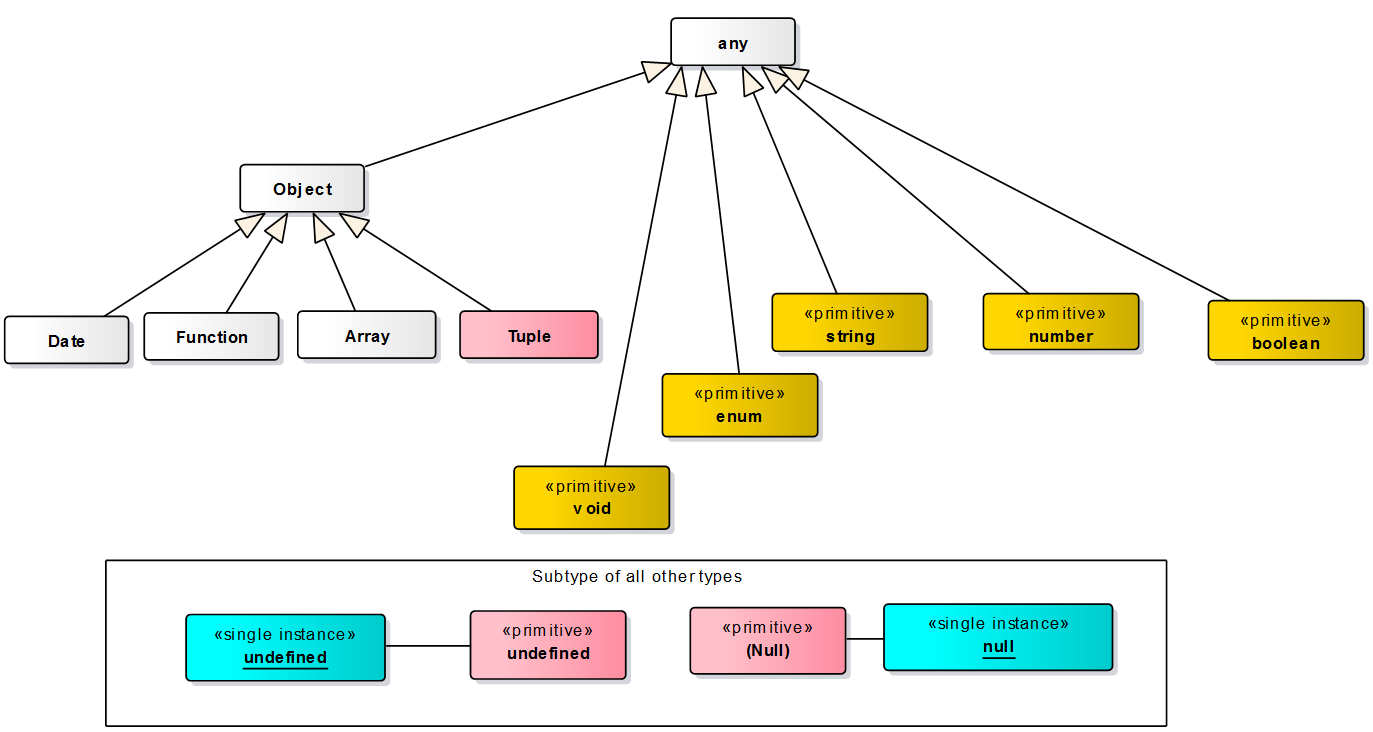 any
Object
Date
Function
Array
Tuple
«primitive»
string
«primitive»
number
«primitive»
boolean
«primitive»
enum
«primitive»
void
Subtype of all other types
«single instance»
undefined
«primitive»
undefined
«primitive»
(Null)
«single instance»
null